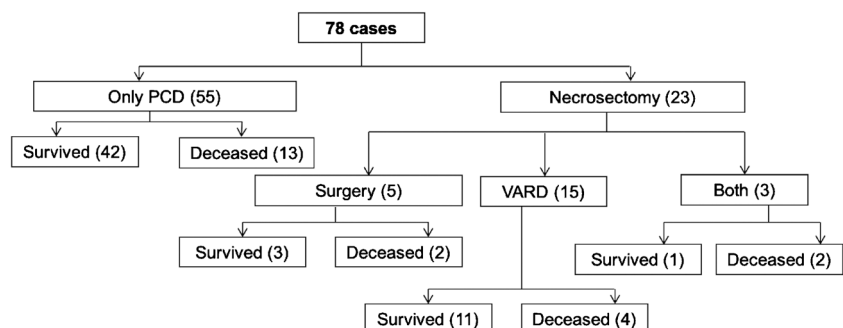 78 cases
Only PCD (55)
Necrosectomy (23)
Survived (42)
Deceased (13)
Surgery (5)
VARD (15)
Both (3)
Survived (3)
Deceased (2)
Survived (1)
Deceased (2)
Survived (11)
Deceased (4)